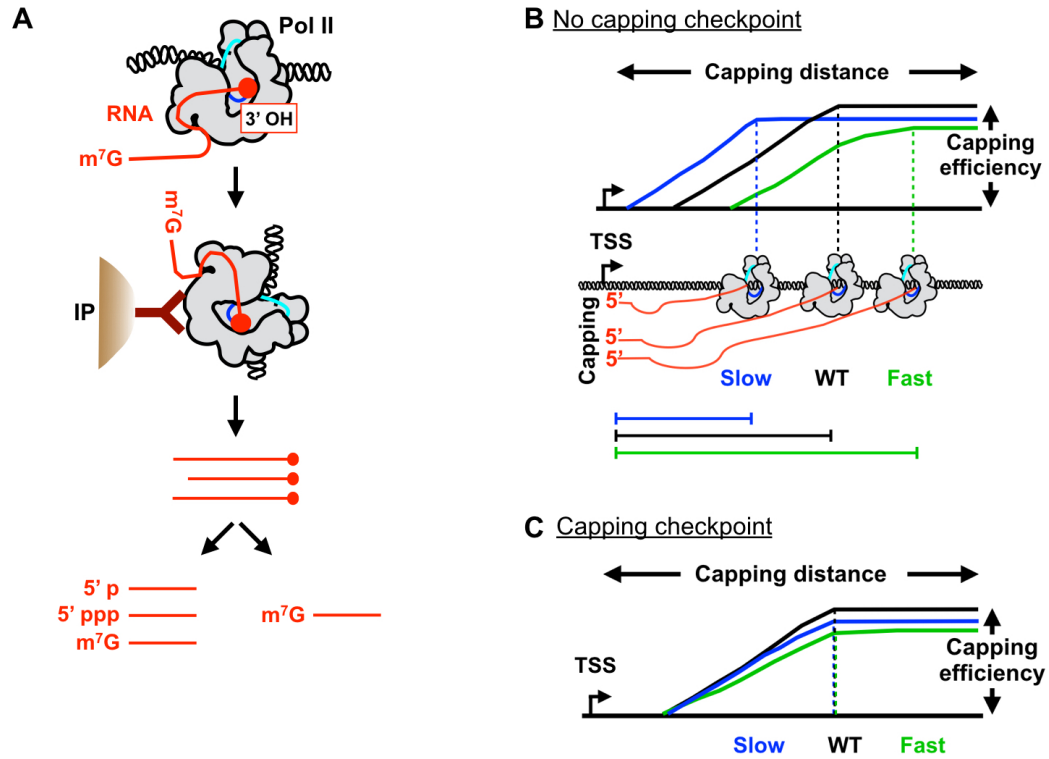 A
Pol II
RNA
3’ OH
m⁷G
m⁷G
IP
5’ p
5’ ppp
m⁷G
m⁷G
B No capping checkpoint
Capping distance
Capping
efficiency
TSS
Capping
5’
5’
5’
Slow WT Fast
C Capping checkpoint
Capping distance
Capping
efficiency
TSS
Slow WT Fast